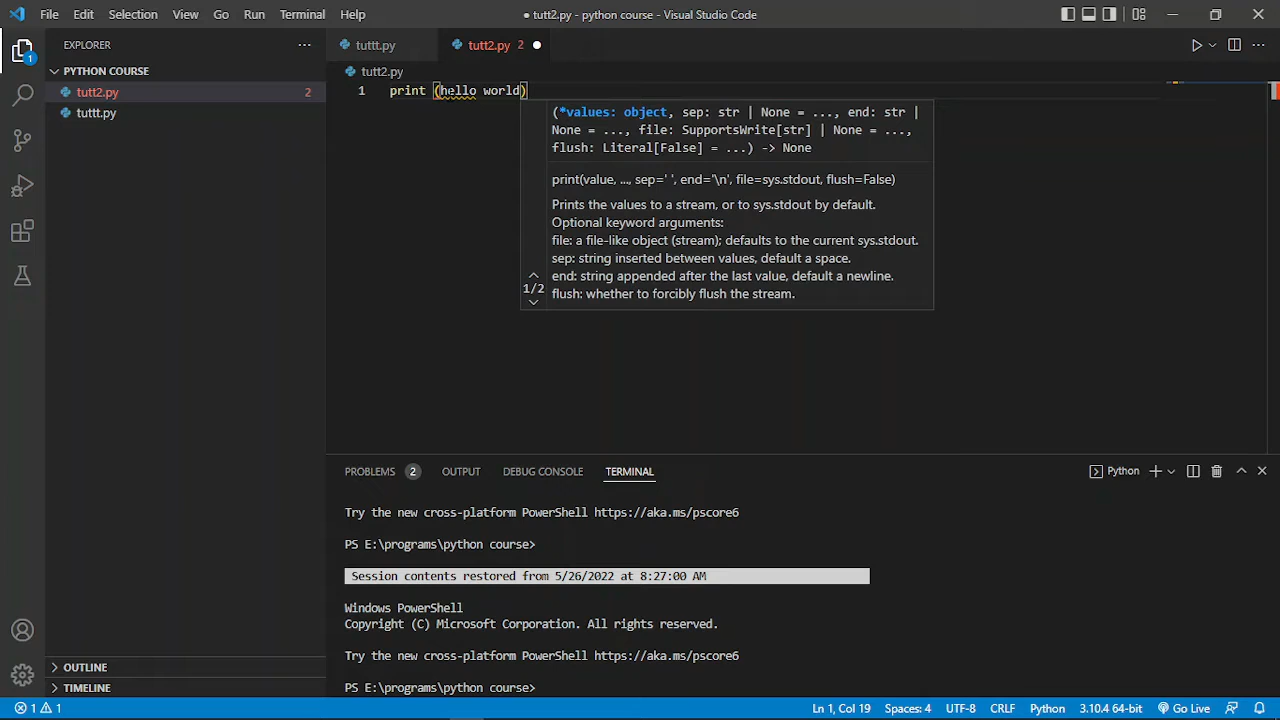 File Edit Selection View Go Run Terminal Help
● tutt2.py - python course - Visual Studio Code
EXPLORER
tuttt.py
tutt2.py 2
1
PYTHON COURSE
tutt2.py
tutt2.py 2
1 print (hello world)
tuttt.py
(*values: object, sep: str | None = ..., end: str |
None = ..., file: SupportsWrite[str] | None = ...,
flush: Literal[False] = ...) -> None
print(value, ..., sep=' ', end='\n', file=sys.stdout, flush=False)
Prints the values to a stream, or to sys.stdout by default.
Optional keyword arguments:
file: a file-like object (stream); defaults to the current sys.stdout.
sep: string inserted between values, default a space.
end: string appended after the last value, default a newline.
flush: whether to forcibly flush the stream.
1/2
PROBLEMS 2 OUTPUT DEBUG CONSOLE TERMINAL
Python
Try the new cross-platform PowerShell https://aka.ms/pscore6
PS E:\programs\python course>
Session contents restored from 5/26/2022 at 8:27:00 AM
Windows PowerShell
Copyright (C) Microsoft Corporation. All rights reserved.
Try the new cross-platform PowerShell https://aka.ms/pscore6
PS E:\programs\python course>
OUTLINE
TIMELINE
1 1
Ln 1, Col 19 Spaces: 4 UTF-8 CRLF Python 3.10.4 64-bit Go Live